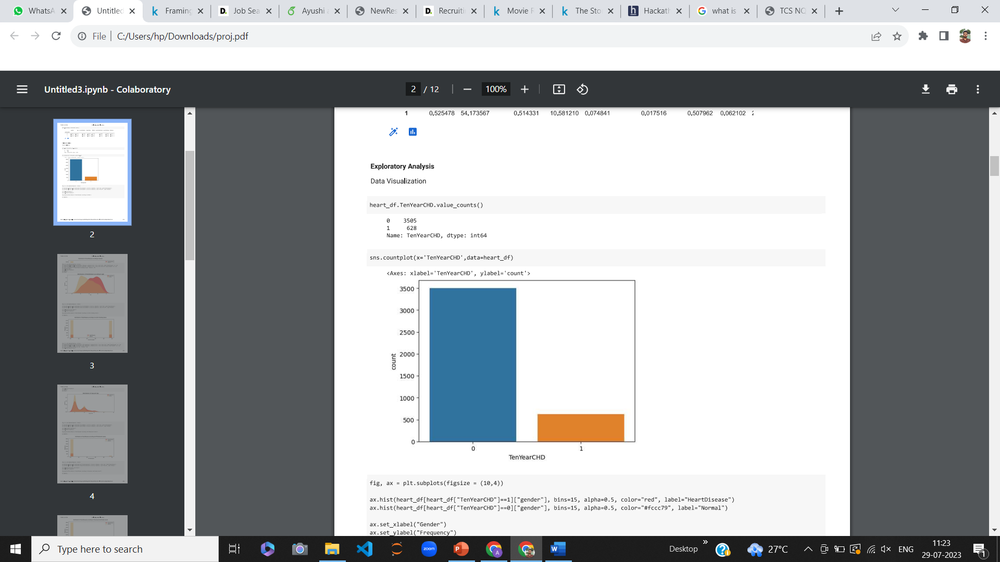 WhatsA
Untitled
Framing
Job Sea
Ayushi
NewRes
Recruiti
Movie R
The Sto
Hackath
what is
TCS NQ
File
C:/Users/hp/Downloads/proj.pdf
Untitled3.ipynb - Colaboratory
2 / 12
100%
1 0.525478 54.173567 0.514331 10.581210 0.074841 0.017516 0.507962 0.062102
Exploratory Analysis
Data Visualization
heart_df.TenYearCHD.value_counts()
0 3505
1 628
Name: TenYearCHD, dtype: int64
sns.countplot(x='TenYearCHD',data=heart_df)
<Axes: xlabel='TenYearCHD', ylabel='count'>
3500
3000
2500
2000
1500
1000
500
0
count
0 1
TenYearCHD
fig, ax = plt.subplots(figsize = (10,4))
ax.hist(heart_df[heart_df["TenYearCHD"]==1]["gender"], bins=15, alpha=0.5, color="red", label="HeartDisease")
ax.hist(heart_df[heart_df["TenYearCHD"]==0]["gender"], bins=15, alpha=0.5, color="#fccc79", label="Normal")
ax.set_xlabel("Gender")
ax.set_ylabel("Frequency")
2
3
4
Type here to search
zoom
Desktop
27°C
ENG
11:23
29-07-2023
1